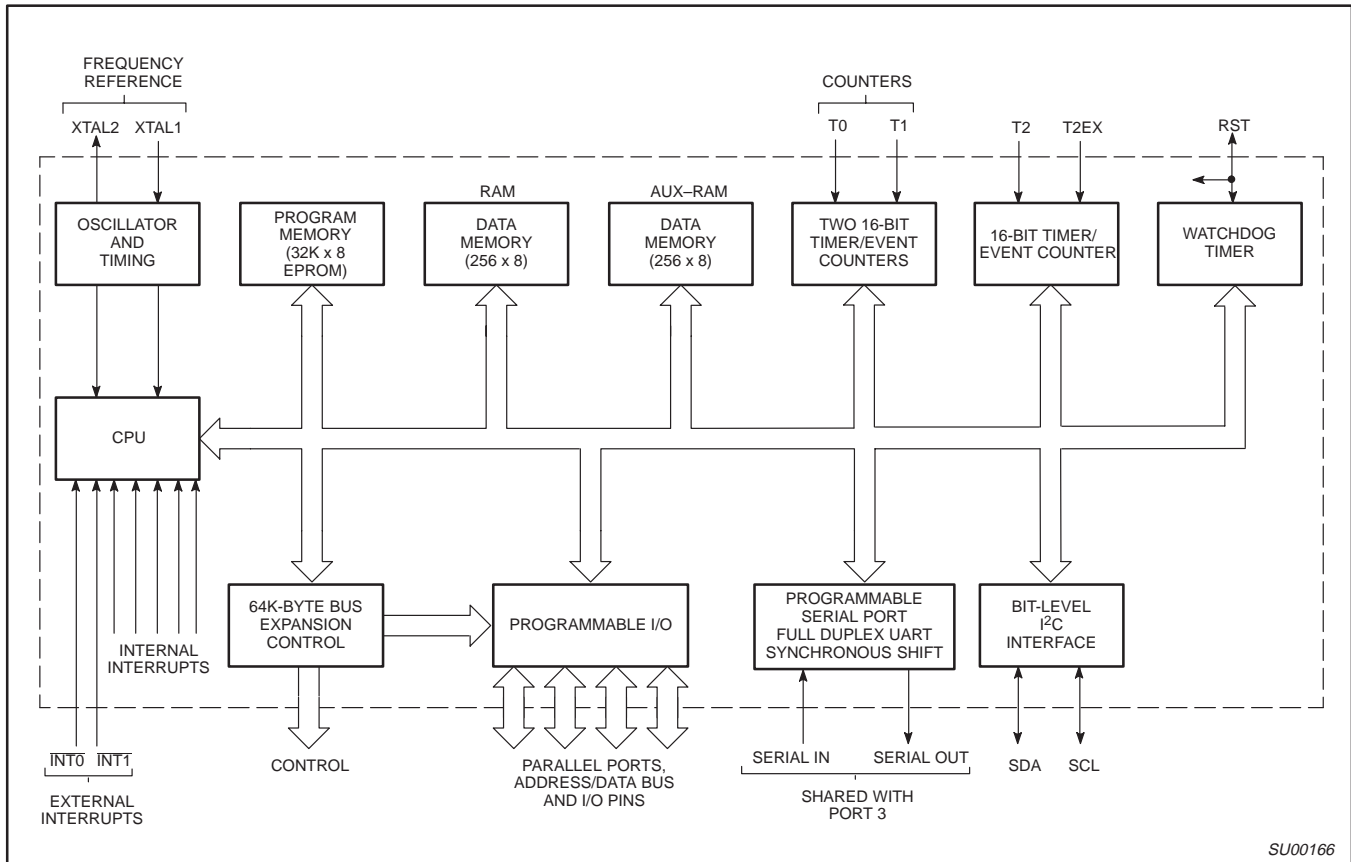 FREQUENCY
REFERENCE
COUNTERS
XTAL2
XTAL1
T0
T1
T2
T2EX
RST
RAM
AUX–RAM
OSCILLATOR
AND
TIMING
PROGRAM
MEMORY
(32K x 8
EPROM)
DATA
MEMORY
(256 x 8)
DATA
MEMORY
(256 x 8)
TWO 16-BIT
TIMER/EVENT
COUNTERS
16-BIT TIMER/
EVENT COUNTER
WATCHDOG
TIMER
CPU
64K-BYTE BUS
EXPANSION
CONTROL
PROGRAMMABLE I/O
PROGRAMMABLE
SERIAL PORT
FULL DUPLEX UART
SYNCHRONOUS SHIFT
BIT-LEVEL
I²C
INTERFACE
INTERNAL
INTERRUPTS
INT0
INT1
EXTERNAL
INTERRUPTS
CONTROL
PARALLEL PORTS,
ADDRESS/DATA BUS
AND I/O PINS
SERIAL IN
SERIAL OUT
SHARED WITH
PORT 3
SDA
SCL
SU00166